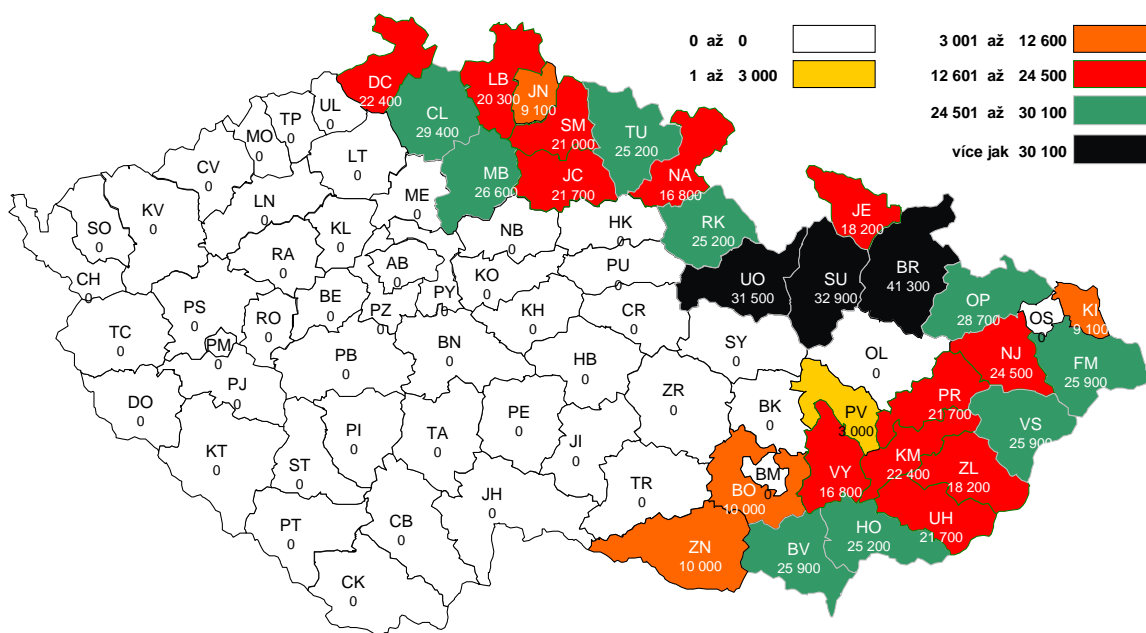 0 až 0
1 až 3 000
3 001 až 12 600
12 601 až 24 500
24 501 až 30 100
více jak 30 100
DC
22 400
LB
20 300
JN
9 100
CL
29 400
SM
21 000
TU
25 200
UL
0
TP
0
MO
0
CV
0
LT
0
MB
26 600
JC
21 700
NA
16 800
ME
0
LN
0
KV
0
SO
0
KL
0
NB
0
HK
0
RK
25 200
JE
18 200
RA
0
AB
0
KO
0
PU
0
UO
31 500
SU
32 900
BR
41 300
CH
0
PS
0
RO
0
BE
0
PZ
0
PY
0
KH
0
CR
0
OP
28 700
OS
0
KI
9 100
TC
0
PM
0
PB
0
BN
0
SY
0
OL
0
NJ
24 500
FM
25 900
HB
0
PJ
0
DO
0
ZR
0
BK
0
PV
3 000
PR
21 700
VS
25 900
PE
0
PI
0
TA
0
JI
0
KT
0
ST
0
KM
22 400
ZL
18 200
VY
16 800
BM
0
BO
10 000
TR
0
JH
0
UH
21 700
HO
25 200
PT
0
CB
0
ZN
10 000
BV
25 900
CK
0